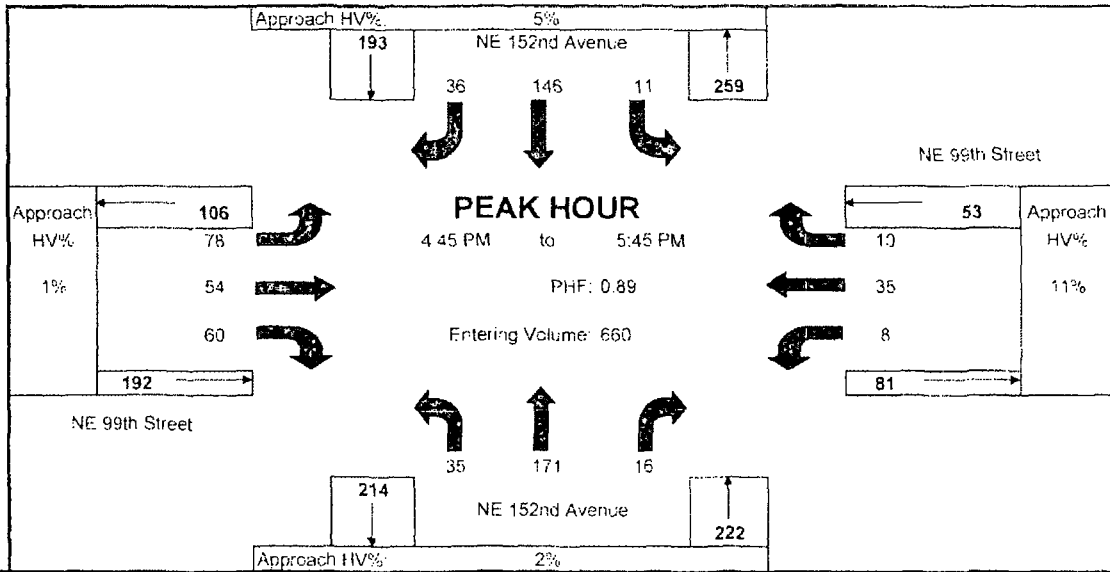 Approach HV%: 5%
193 NE 152nd Avenue 259
36 146 11
NE 99th Street
Approach HV% 1%
106
78
54
60
192
NE 99th Street
PEAK HOUR
4:45 PM to 5:45 PM
PHF: 0.89
Entering Volume: 660
53
Approach HV% 11%
10
35
8
81
35 171 16
214 NE 152nd Avenue 222
Approach HV% 2%